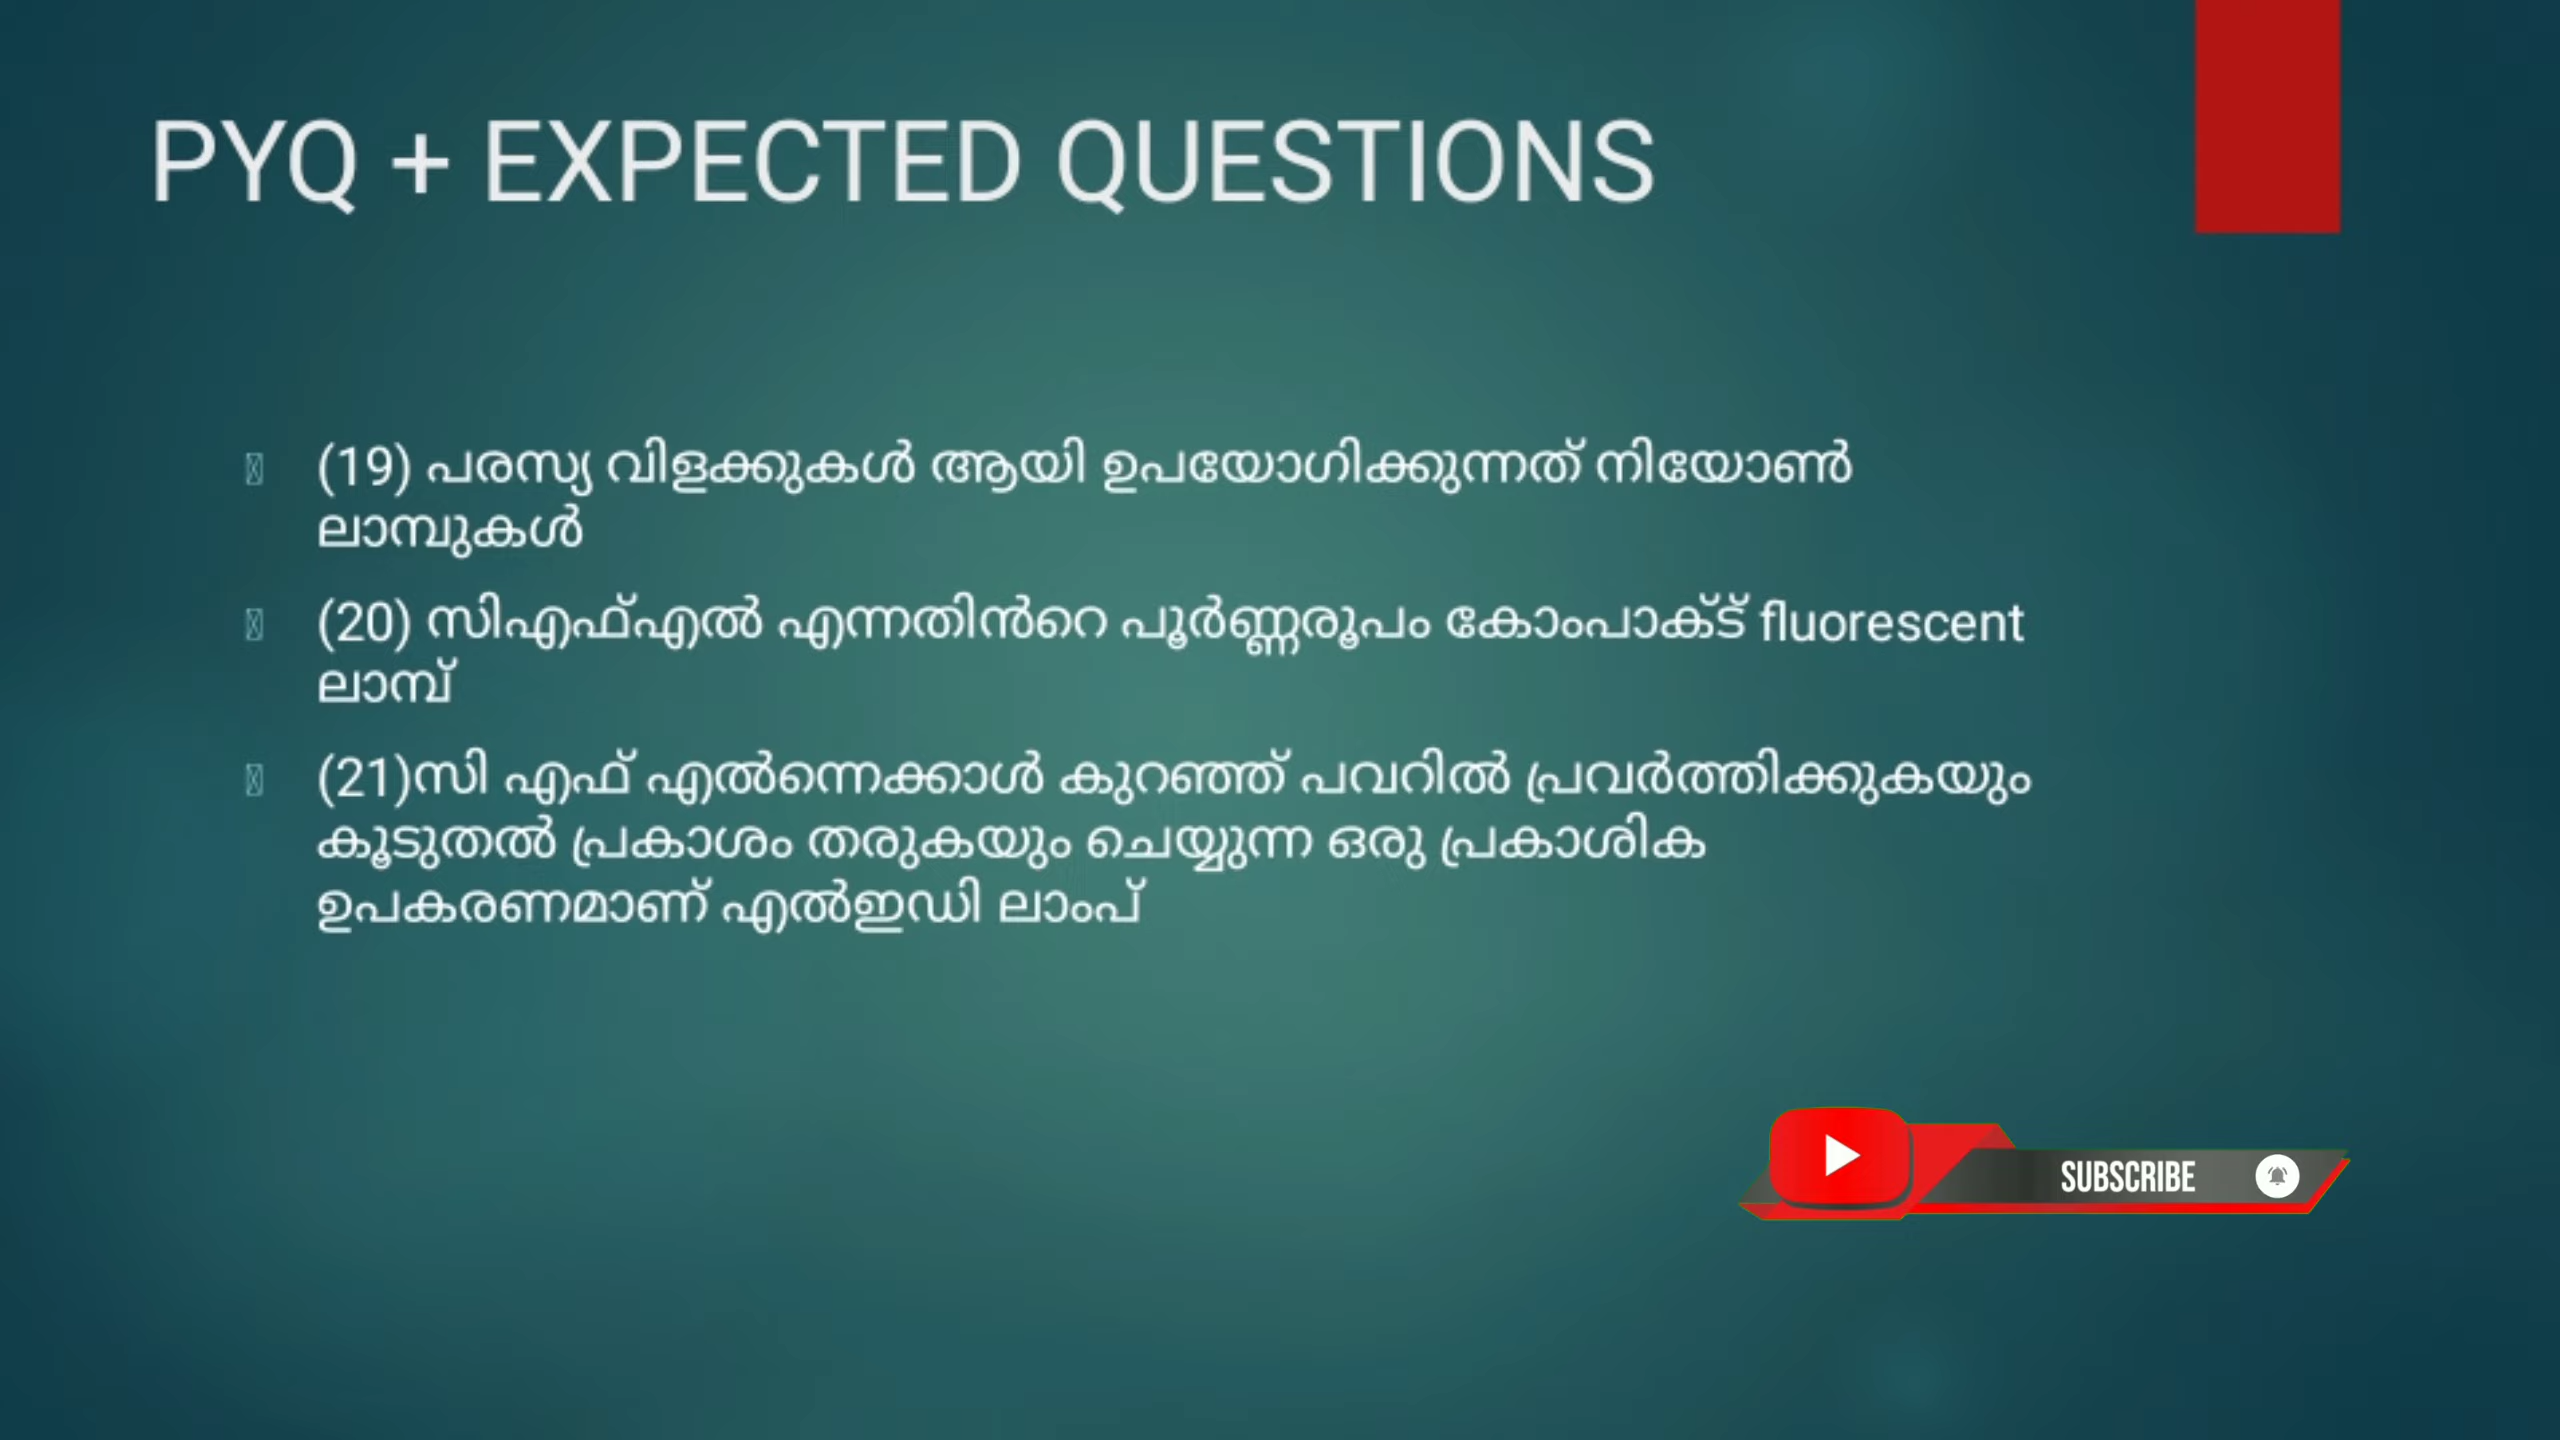 PYQ + EXPECTED QUESTIONS
(19) പരസ്യ വിളക്കുകൾ ആയി ഉപയോഗിക്കുന്നത് നിയോൺ
ലാമ്പുകൾ
(20) സിഎഫ്എൽ എന്നതിൻറെ പൂർണ്ണരൂപം കോംപാക്ട് fluorescent
ലാമ്പ്
(21)സി എഫ് എൽന്നെക്കാൾ കുറഞ്ഞ് പവറിൽ പ്രവർത്തിക്കുകയും
കൂടുതൽ പ്രകാശം തരുകയും ചെയ്യുന്ന ഒരു പ്രകാശിക
ഉപകരണമാണ് എൽഇഡി ലാംപ്
SUBSCRIBE